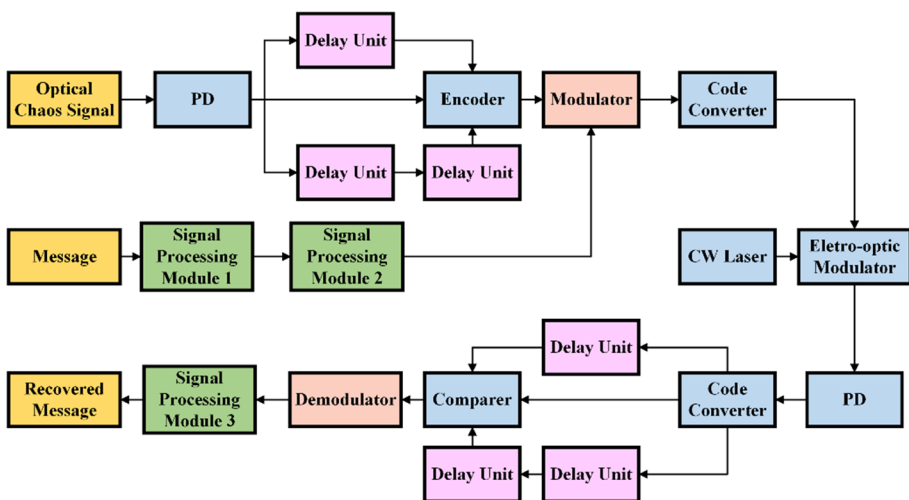 Delay Unit
Optical
Chaos Signal
PD
Encoder
Modulator
Code
Converter
Delay Unit
Delay Unit
Message
Signal
Processing
Module 1
Signal
Processing
Module 2
CW Laser
Eletro-optic
Modulator
Delay Unit
Recovered
Message
Signal
Processing
Module 3
Demodulator
Comparer
Code
Converter
PD
Delay Unit
Delay Unit